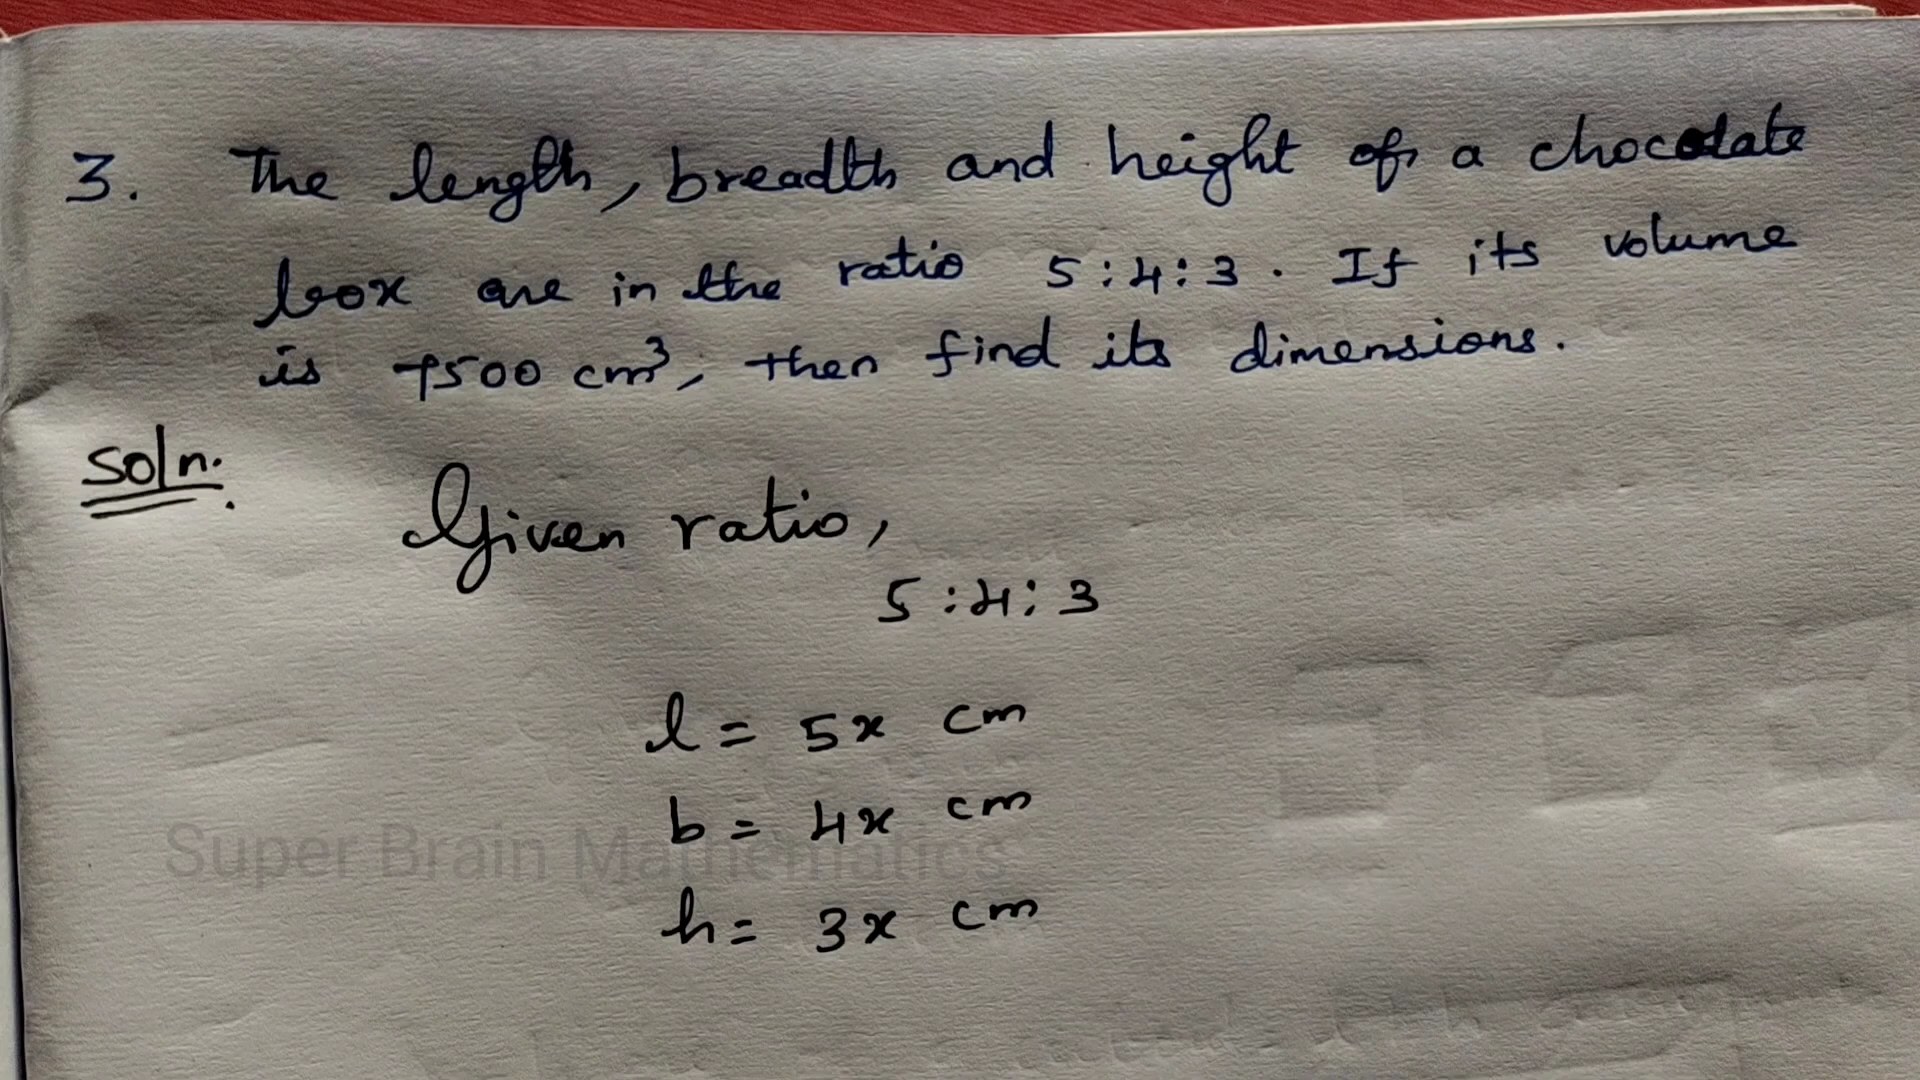 3. The length, breadth and height of a chocolate
box are in the ratio 5:4:3. If its volume
is 7500 cm³, then find its dimensions.
Soln.
Given ratio,
5:4:3
l = 5x cm
b = 4x cm
Super Brain Mathematics
h = 3x cm